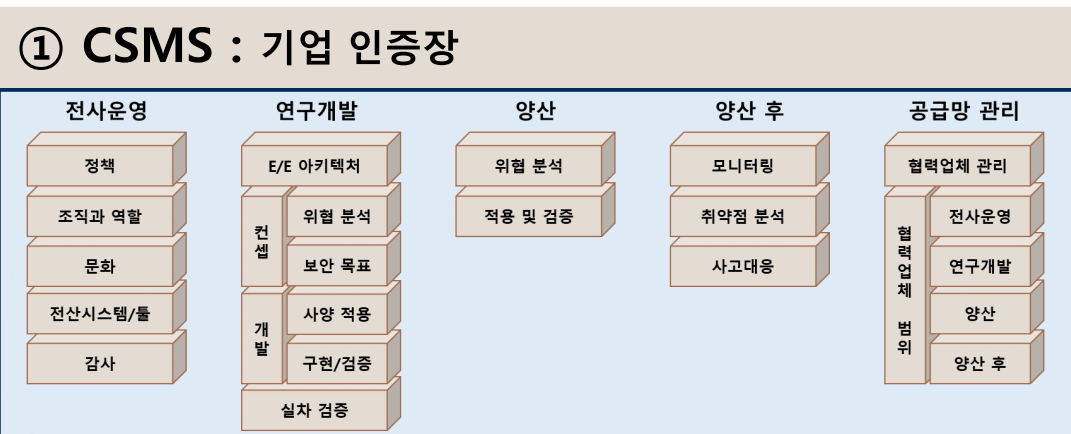 ① CSMS : 기업 인증장
전사운영
정책
조직과 역할
문화
전산시스템/툴
감사
연구개발
E/E 아키텍처
컨셉
위협 분석
보안 목표
개발
사양 적용
구현/검증
실차 검증
양산
위협 분석
적용 및 검증
양산 후
모니터링
취약점 분석
사고대응
공급망 관리
협력업체 관리
협력업체 범위
전사운영
연구개발
양산
양산 후